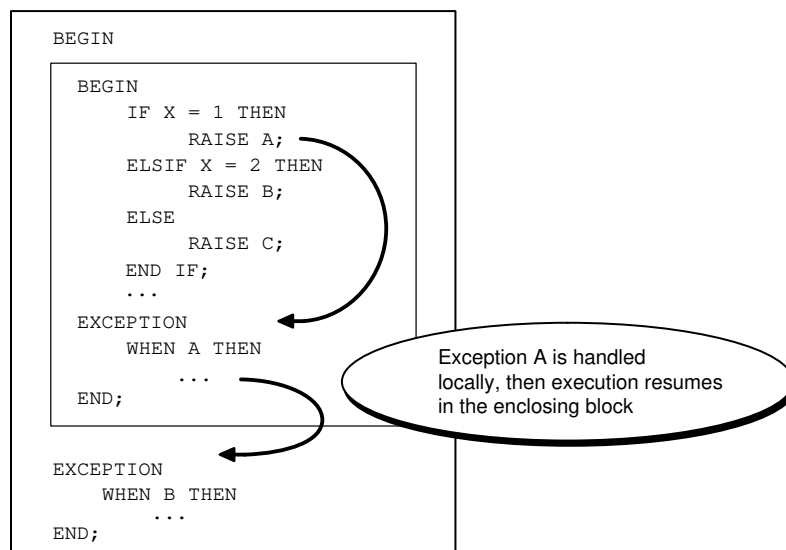 BEGIN
BEGIN
IF X = 1 THEN
RAISE A;
ELSIF X = 2 THEN
RAISE B;
ELSE
RAISE C;
END IF;
...
EXCEPTION
WHEN A THEN
...
END;
Exception A is handled
locally, then execution resumes
in the enclosing block
EXCEPTION
WHEN B THEN
...
END;